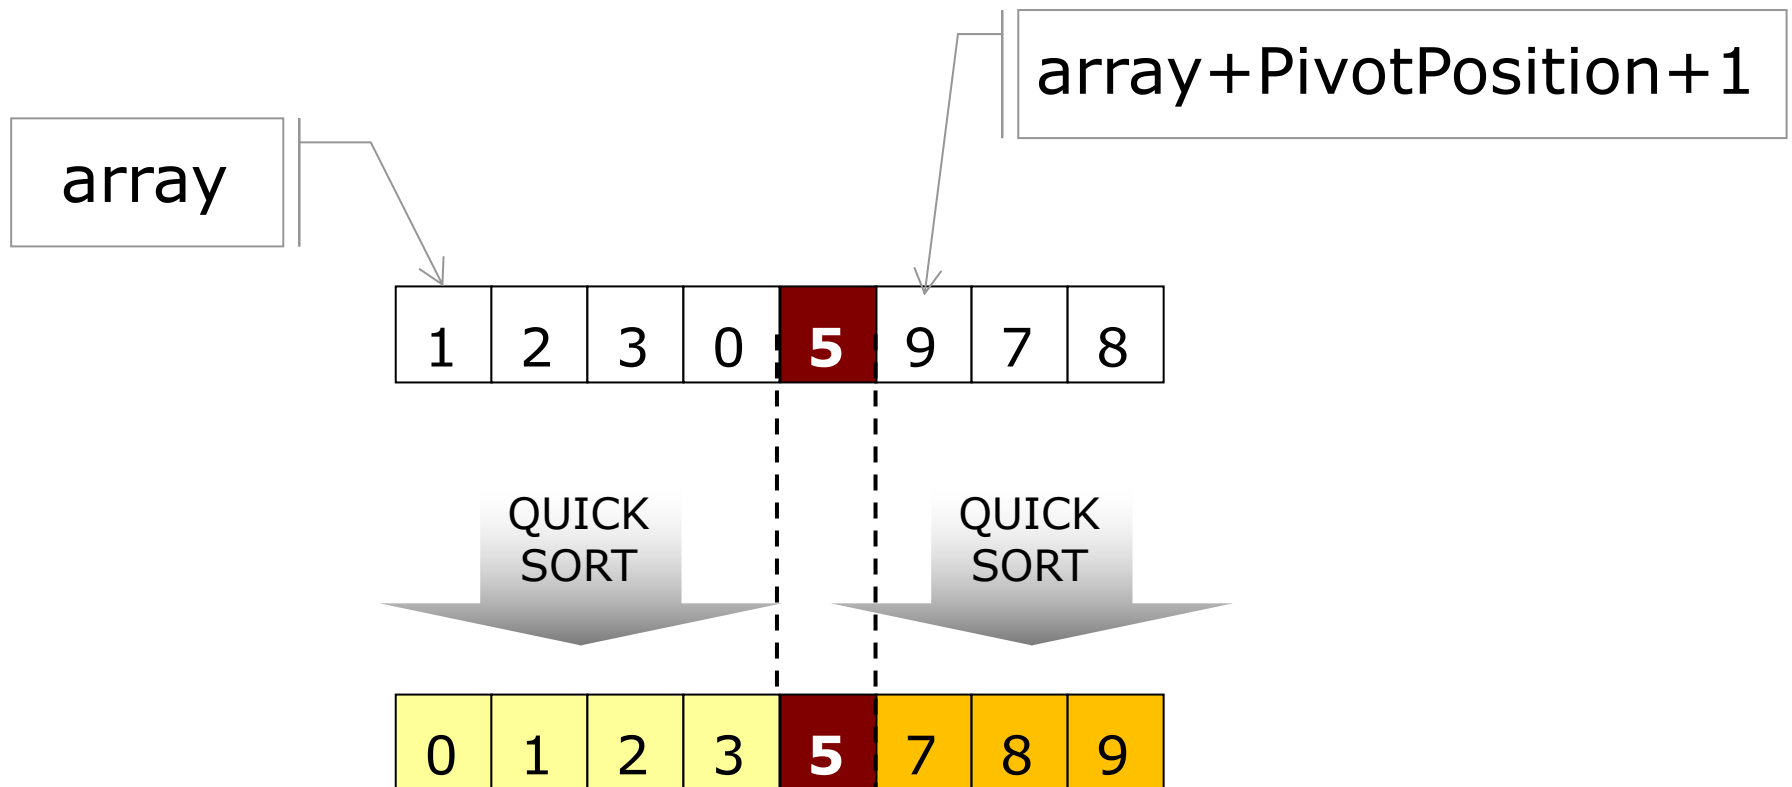 array+PivotPosition+1
array
1 2 3 0 5 9 7 8
QUICK
SORT
QUICK
SORT
0 1 2 3 5 7 8 9